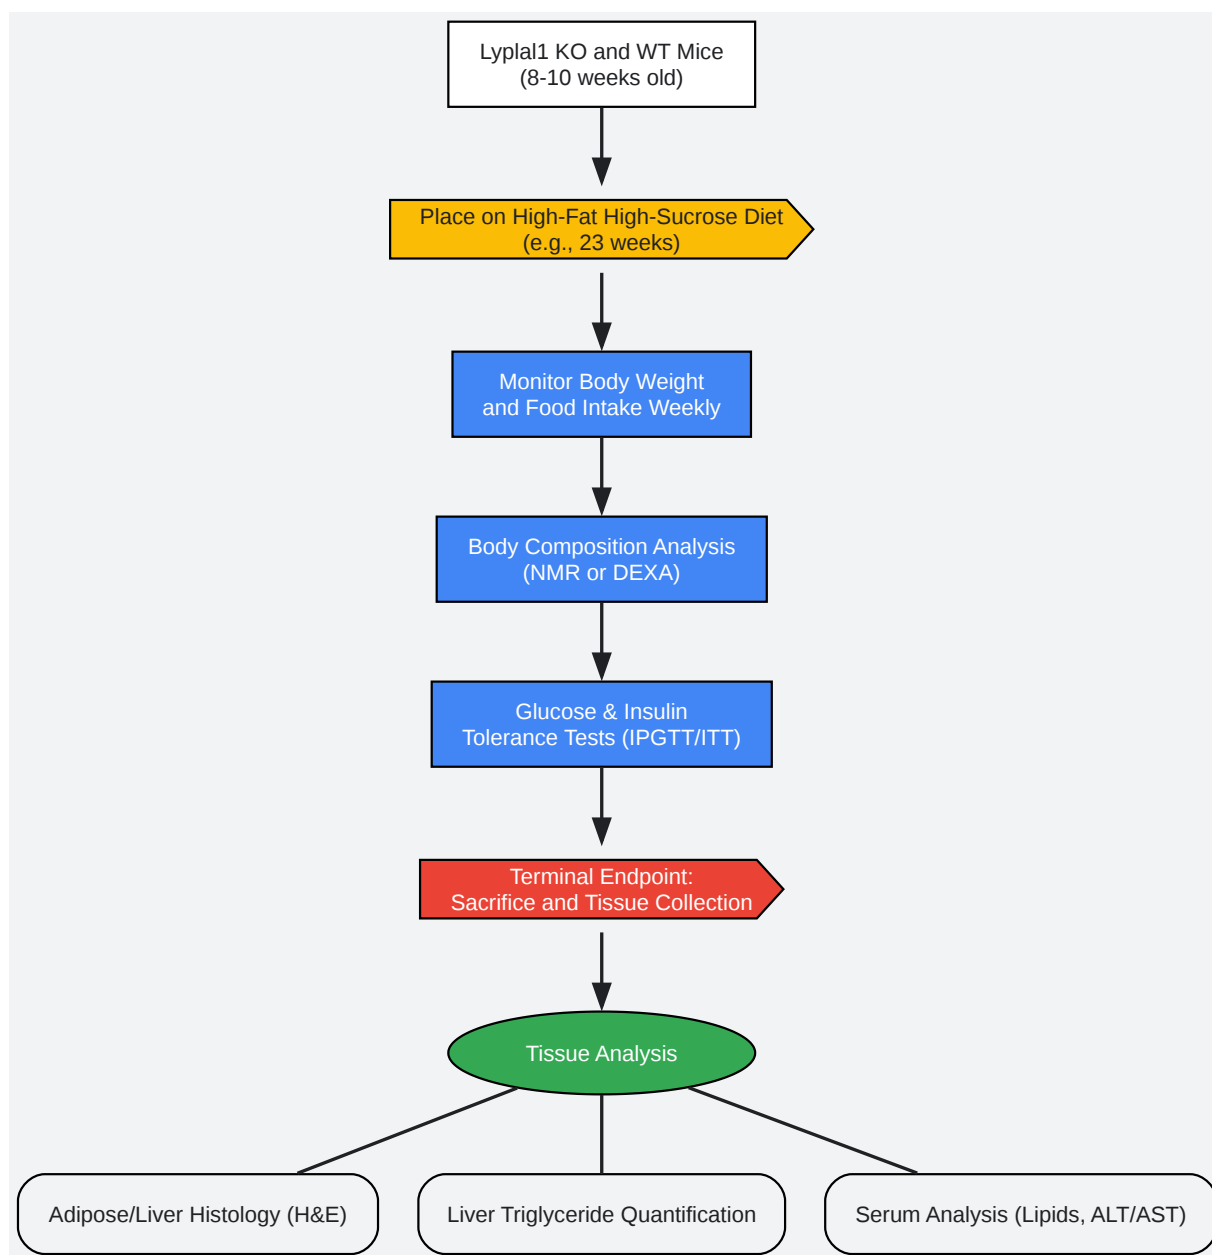 Lyplal1 KO and WT Mice
(8-10 weeks old)
Place on High-Fat High-Sucrose Diet
(e.g., 23 weeks)
Monitor Body Weight
and Food Intake Weekly
Body Composition Analysis
(NMR or DEXA)
Glucose & Insulin
Tolerance Tests (IPGTT/ITT)
Terminal Endpoint:
Sacrifice and Tissue Collection
Tissue Analysis
Adipose/Liver Histology (H&E)
Liver Triglyceride Quantification
Serum Analysis (Lipids, ALT/AST)